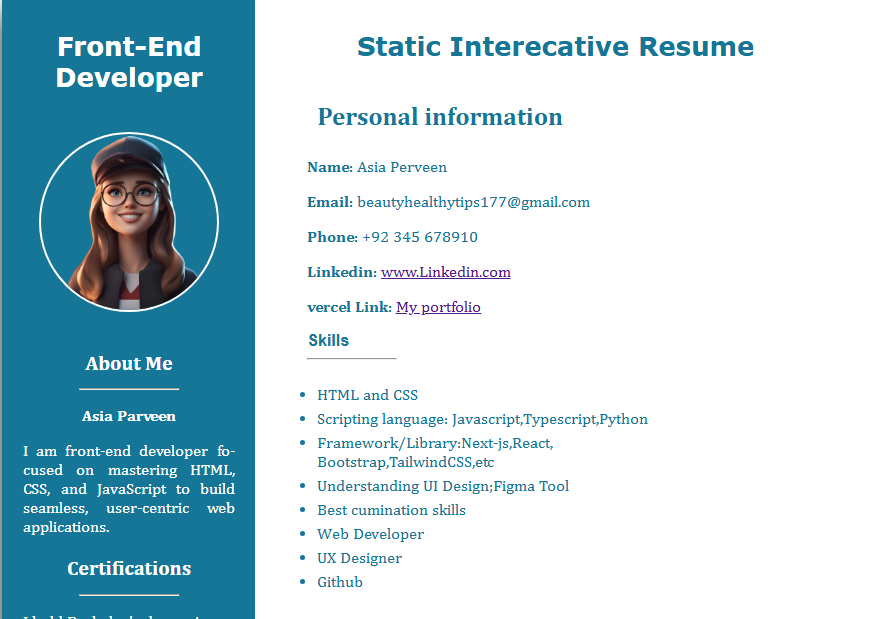 Front-End
Developer
About Me
Asia Parveen
I am front-end developer fo-
cused on mastering HTML,
CSS, and JavaScript to build
seamless, user-centric web
applications.
Certifications
Static Interecative Resume
Personal information
Name: Asia Perveen
Email: beautyhealthytips177@gmail.com
Phone: +92 345 678910
Linkedin: www.Linkedin.com
vercel Link: My portfolio
Skills
HTML and CSS
Scripting language: Javascript,Typescript,Python
Framework/Library:Next-js,React,
Bootstrap,TailwindCSS,etc
Understanding UI Design;Figma Tool
Best cumination skills
Web Developer
UX Designer
Github